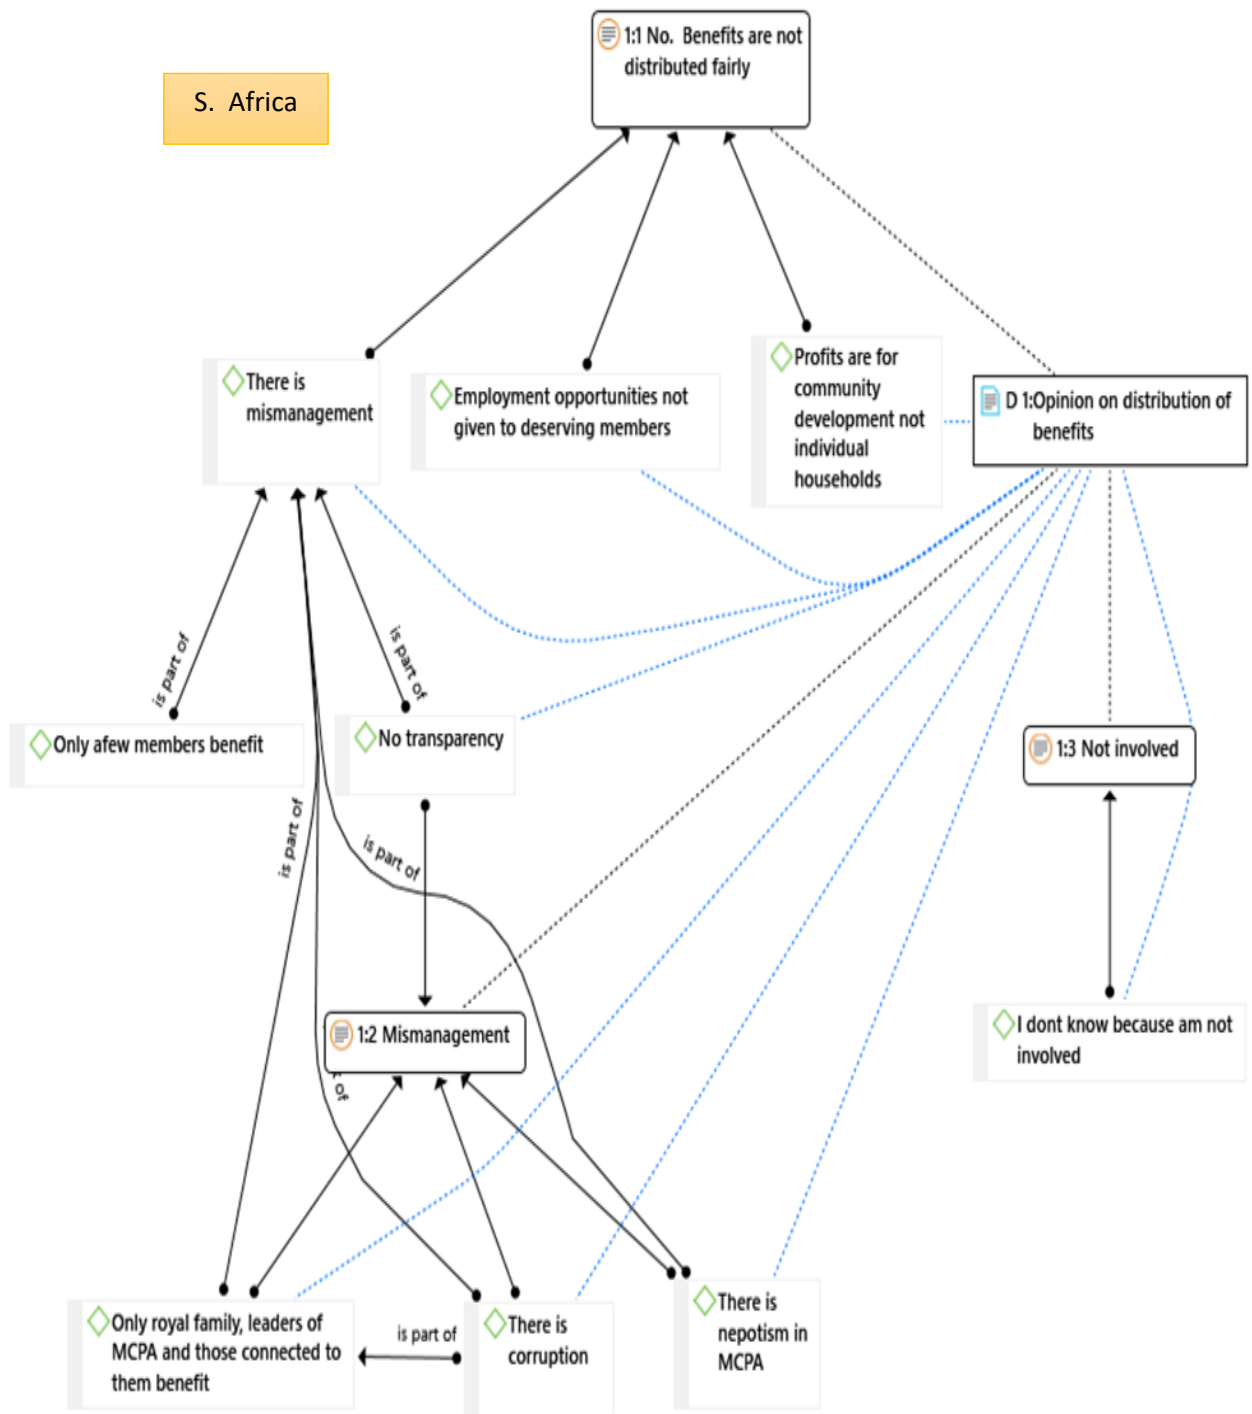 1:1 No. Benefits are not
distributed fairly
S. Africa
There is
mismanagement
Employment opportunities not
given to deserving members
Profits are for
community
development not
individual
households
D 1:Opinion on distribution of
benefits
is part of
is part of
Only afew members benefit
No transparency
1:3 Not involved
is part of
is part of
1:2 Mismanagement
I dont know because am not
involved
of
Only royal family, leaders of
MCPA and those connected to
them benefit
is part of
There is
corruption
There is
nepotism in
MCPA